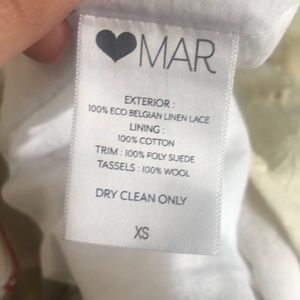 MAR
EXTERIOR :
100% ECO BELGIAN LINEN LACE
LINING :
100% COTTON
TRIM : 100% POLY SUEDE
TASSELS : 100% WOOL
DRY CLEAN ONLY
XS